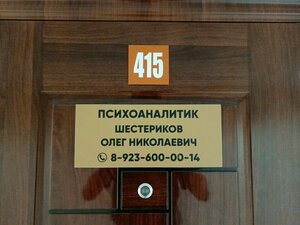 415
ПСИХОАНАЛИТИК
ШЕСТЕРИКОВ
ОЛЕГ НИКОЛАЕВИЧ
8-923-600-00-14